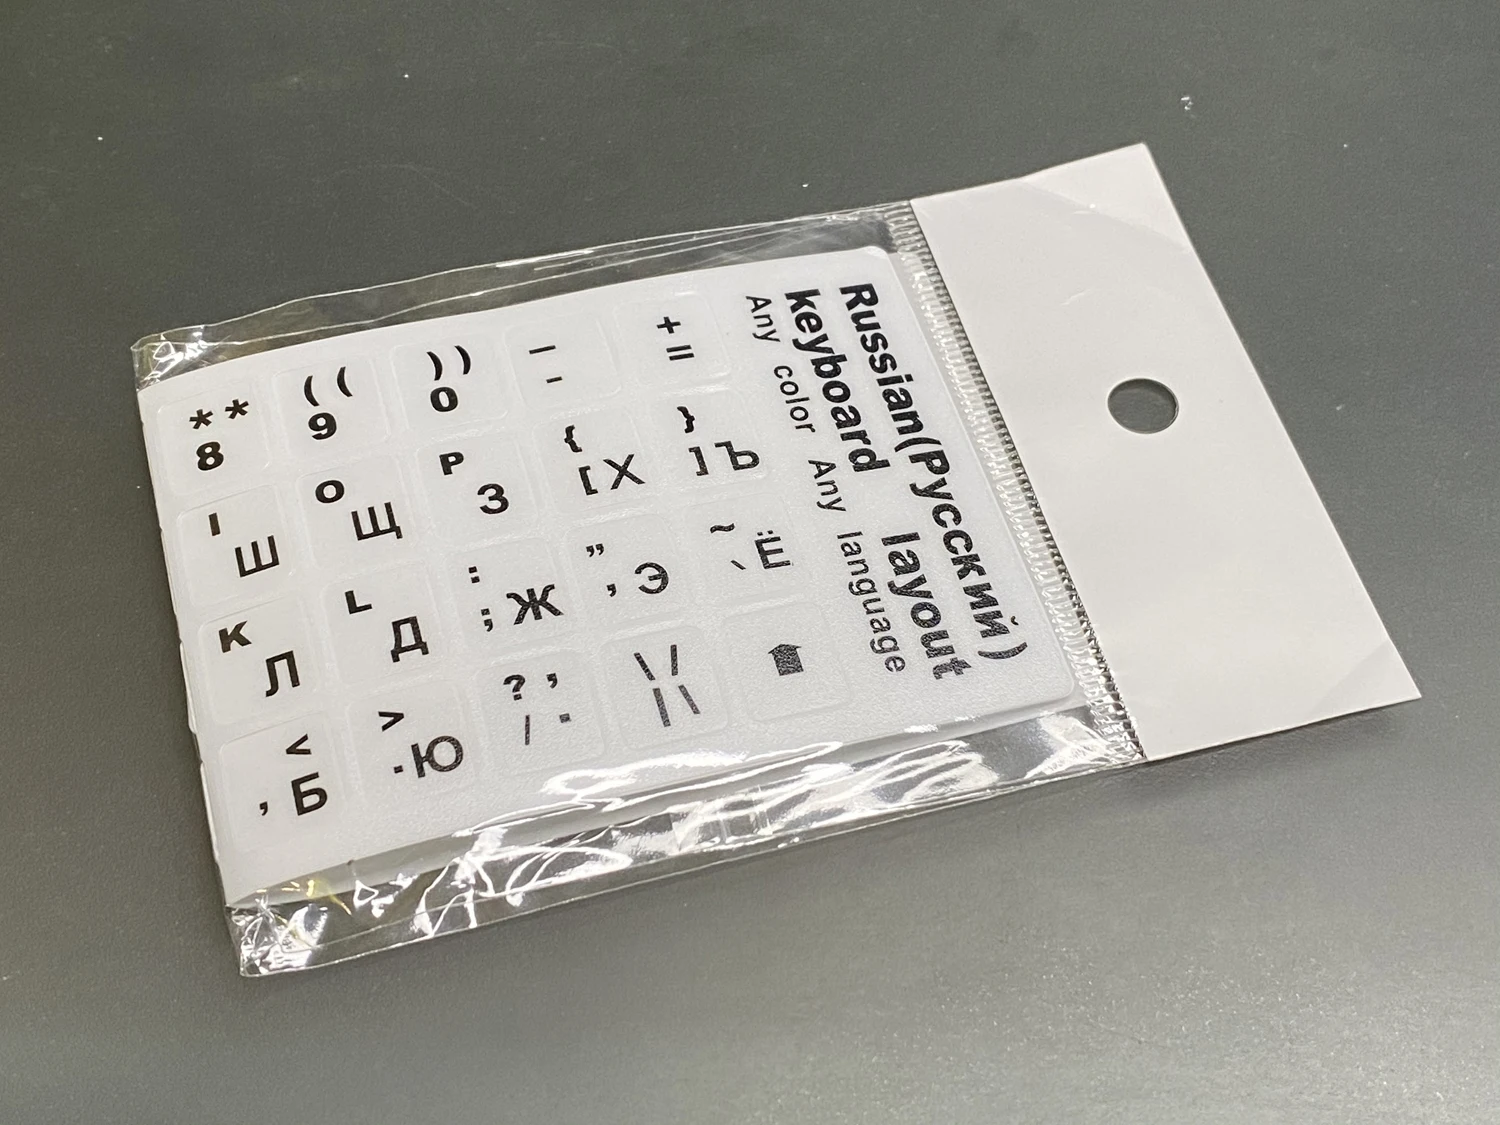 Russian(Русский)
keyboard layout
Any color Any language
* *
8
( (
9
) )
0
—
-
+
=
I
Ш
O
Щ
P
З
{
[ Х
}
] Ъ
K
Л
L
Д
:
; Ж
"
, Э
~
` Ё
<
, Б
>
. Ю
? ,
/ .
\ /
| \